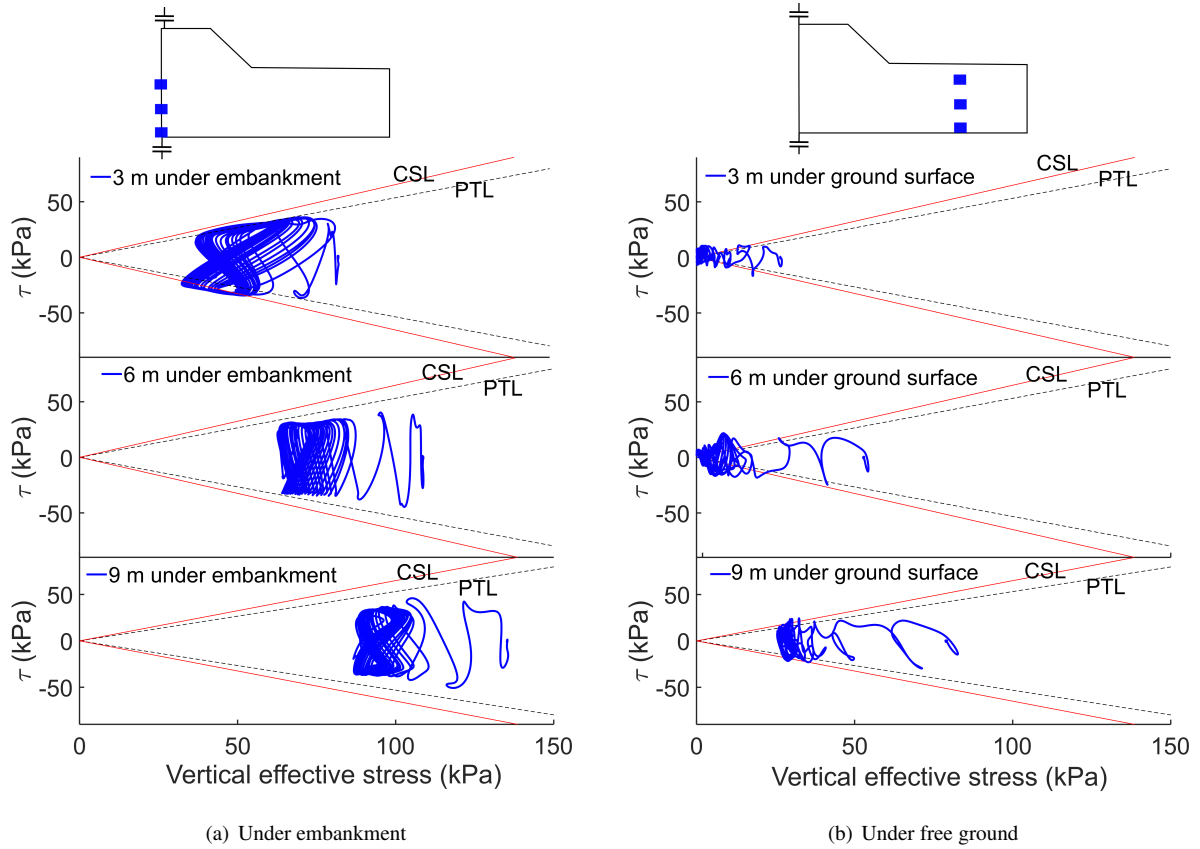 3 m under embankment
CSL
PTL
50
0
-50
τ (kPa)
6 m under embankment
CSL
PTL
50
0
-50
τ (kPa)
9 m under embankment
CSL
PTL
50
0
-50
τ (kPa)
0 50 100 150
Vertical effective stress (kPa)
(a) Under embankment
3 m under ground surface
CSL
PTL
50
0
-50
τ (kPa)
6 m under ground surface
CSL
PTL
50
0
-50
τ (kPa)
9 m under ground surface
CSL
PTL
50
0
-50
τ (kPa)
0 50 100 150
Vertical effective stress (kPa)
(b) Under free ground